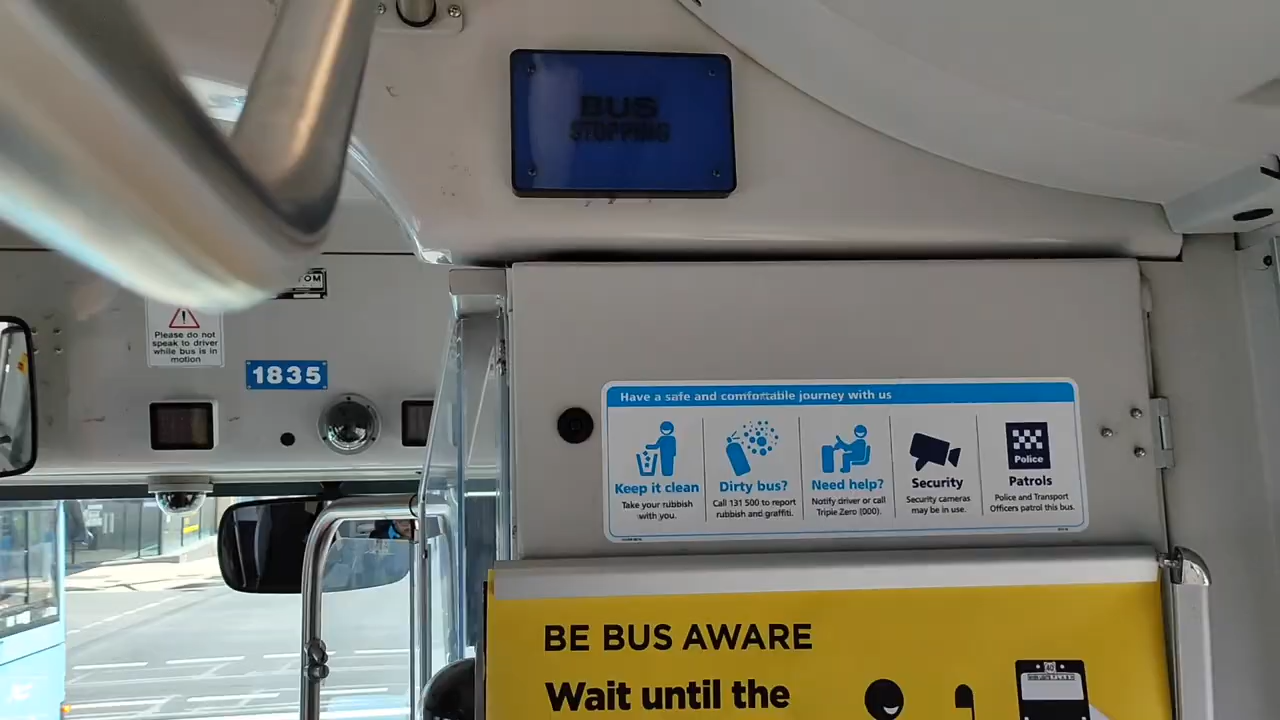 BUS
STOPPING
OM
Please do not
speak to driver
while bus is in
motion
1835
Have a safe and comfortable journey with us
Keep it clean
Take your rubbish
with you.
Dirty bus?
Call 131 500 to report
rubbish and graffiti.
Need help?
Notify driver or call
Triple Zero (000).
Security
Security cameras
may be in use.
Police
Patrols
Police and Transport
Officers patrol this bus.
BE BUS AWARE
Wait until the